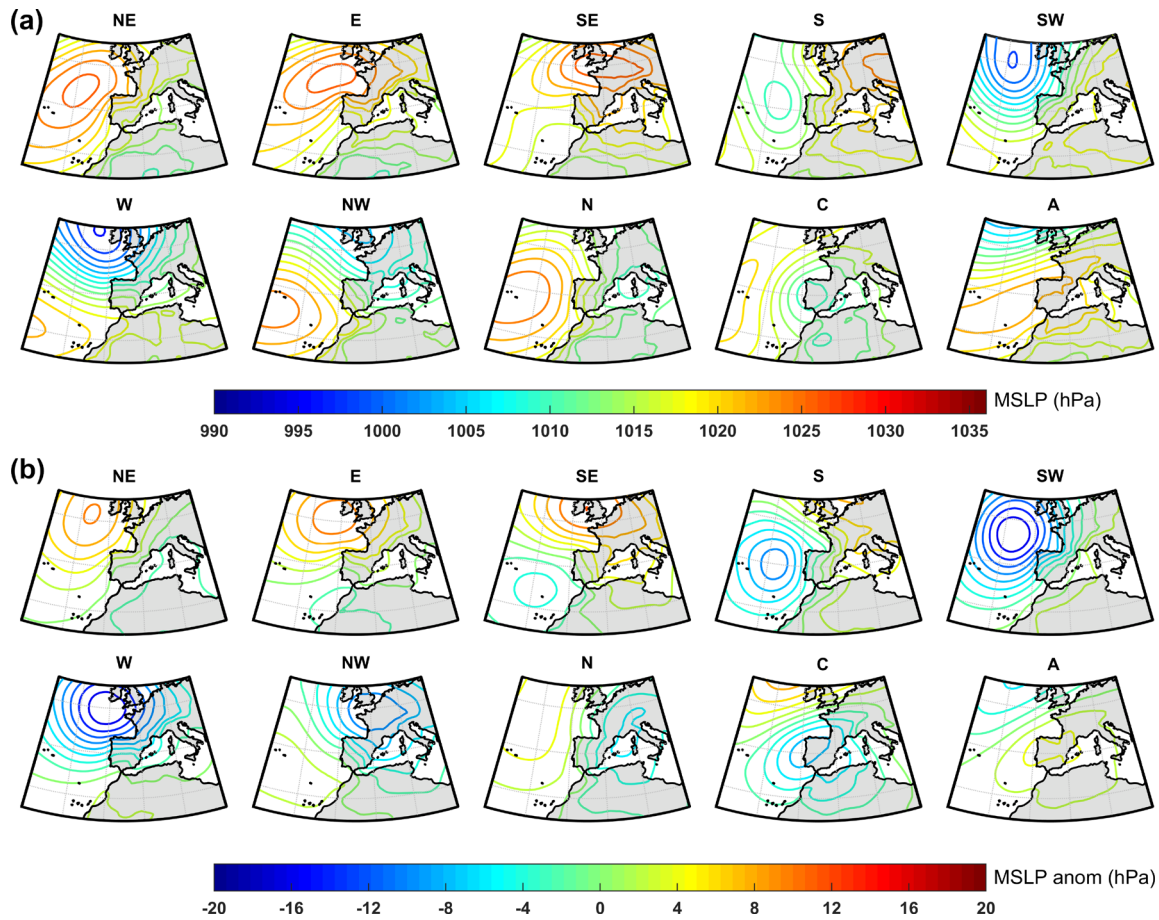 (a)
NE E SE S SW
W NW N C A
MSLP (hPa)
990 995 1000 1005 1010 1015 1020 1025 1030 1035
(b)
NE E SE S SW
W NW N C A
MSLP anom (hPa)
-20 -16 -12 -8 -4 0 4 8 12 16 20